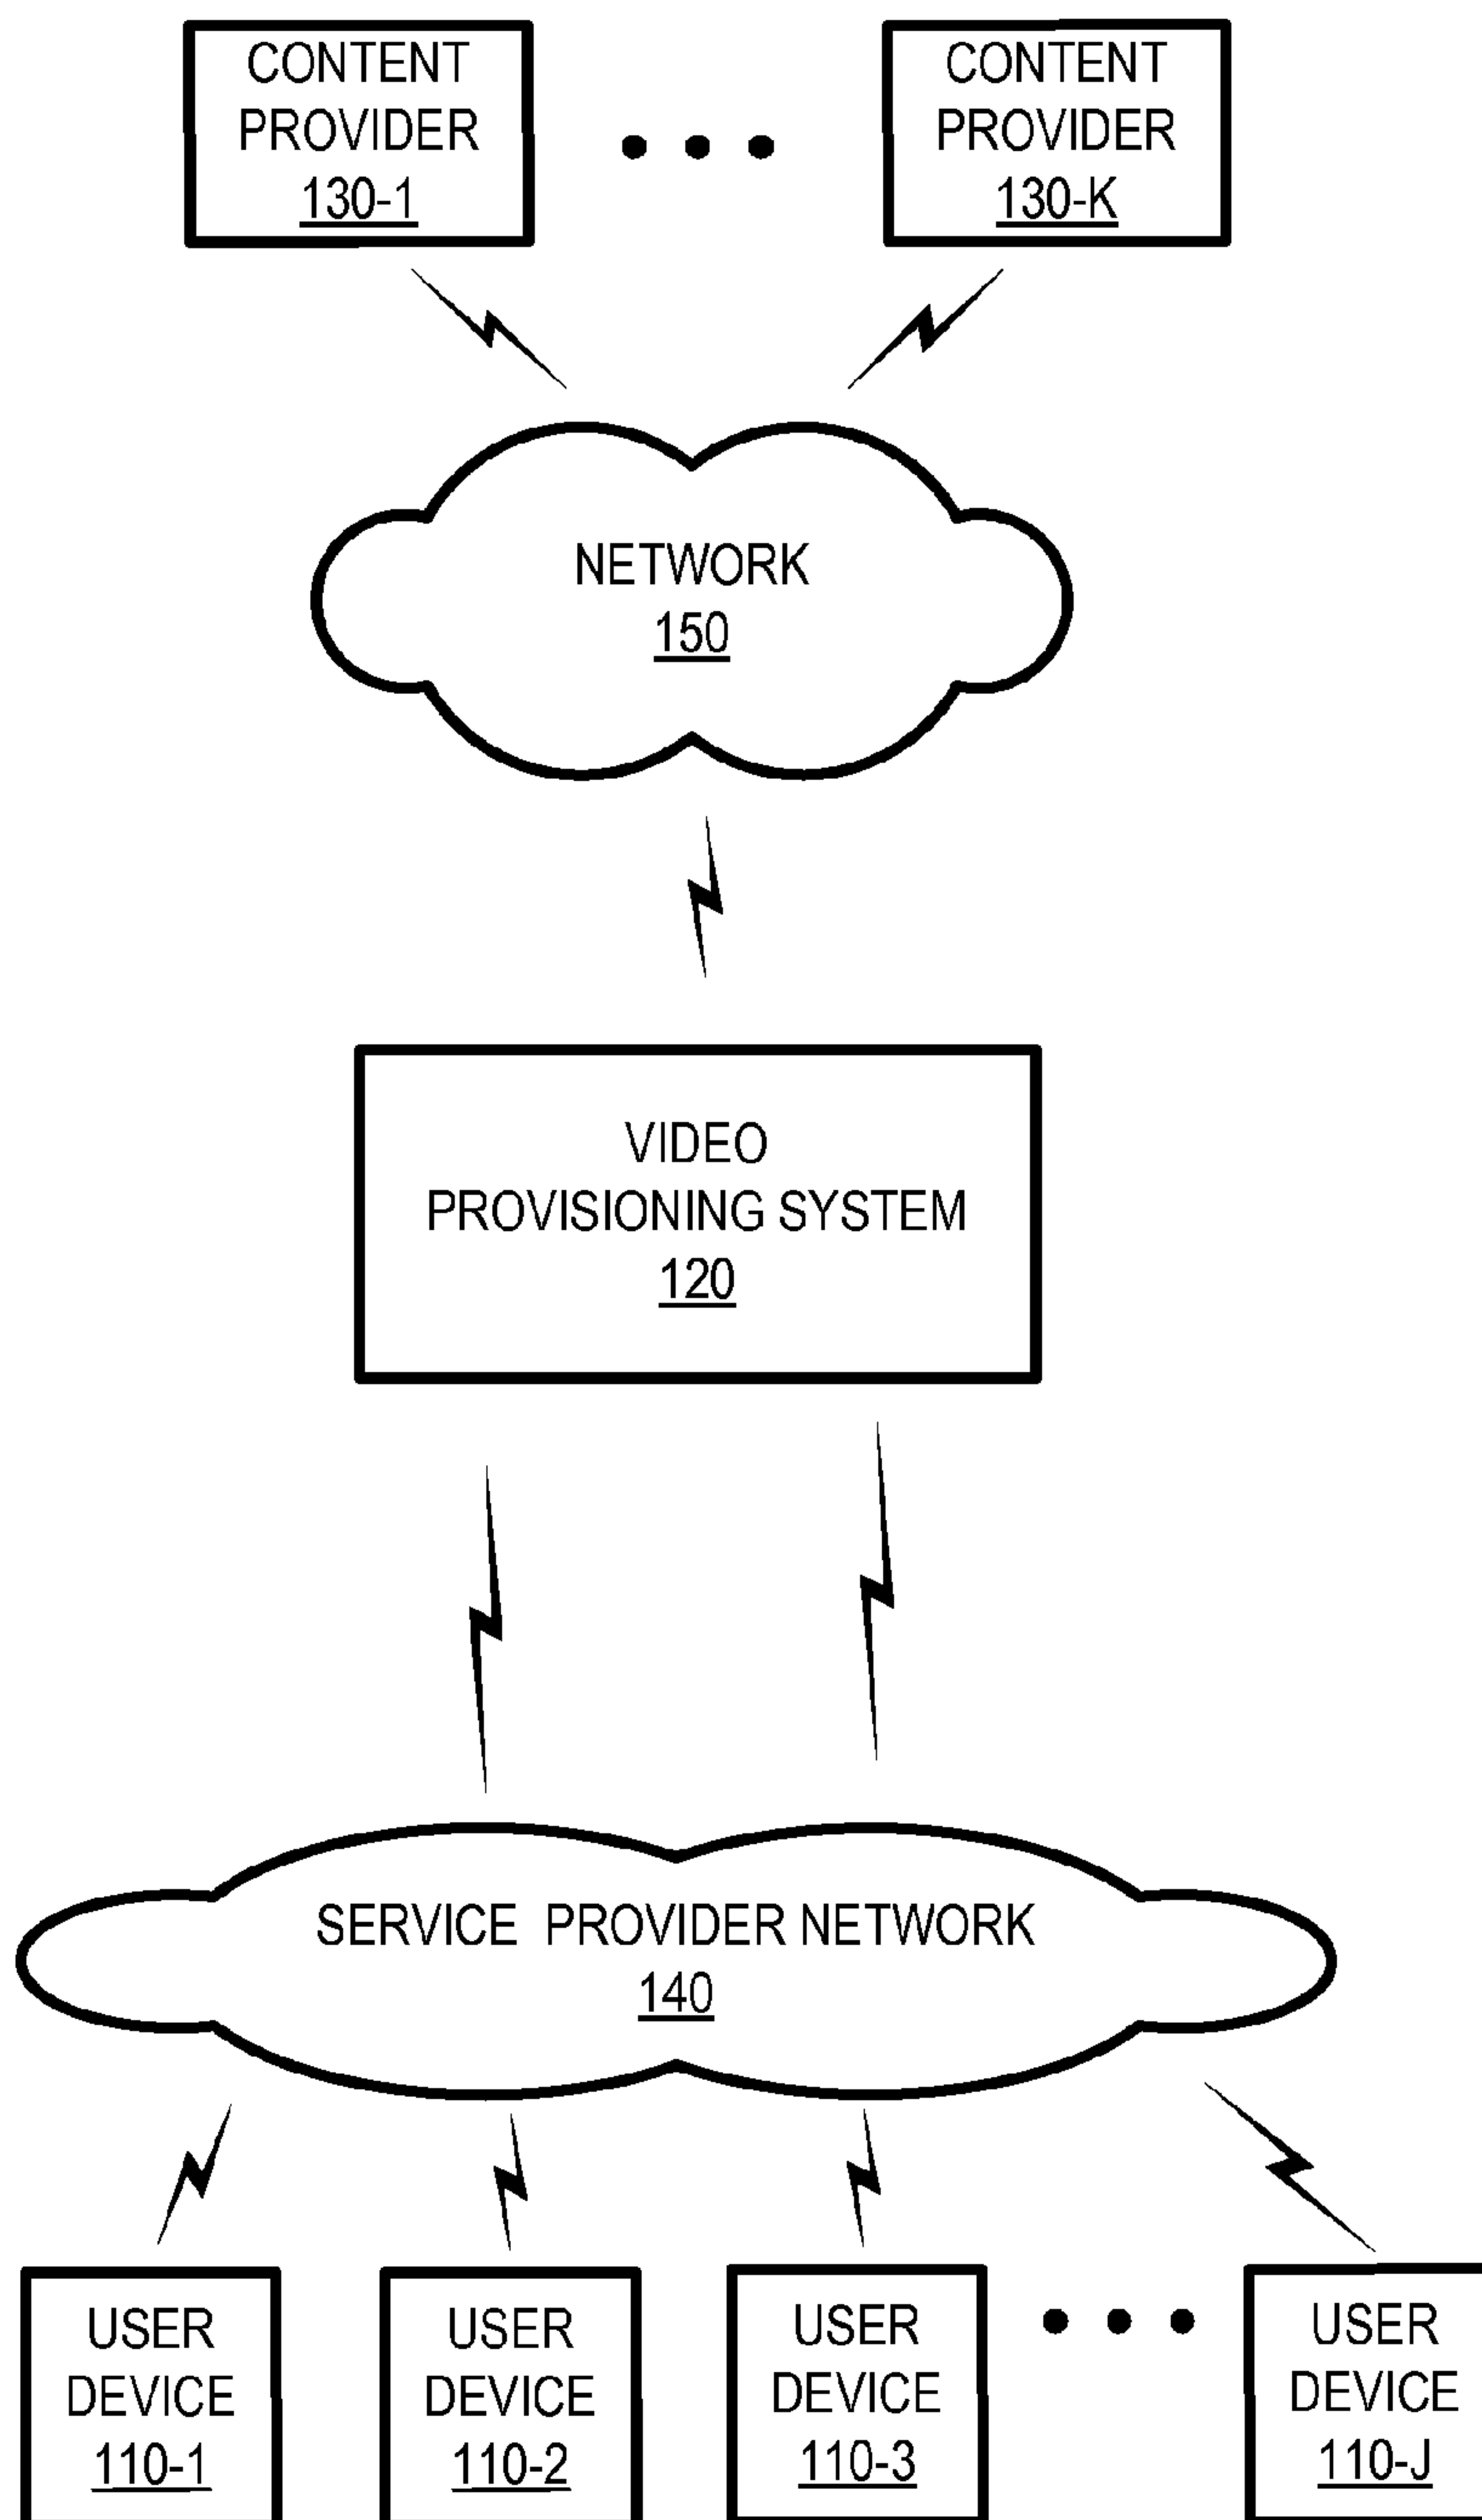 CONTENT
PROVIDER
130-1
CONTENT
PROVIDER
130-K
NETWORK
150
VIDEO
PROVISIONING SYSTEM
120
SERVICE PROVIDER NETWORK
140
USER
DEVICE
110-1
USER
DEVICE
110-2
USER
DEVICE
110-3
USER
DEVICE
110-J